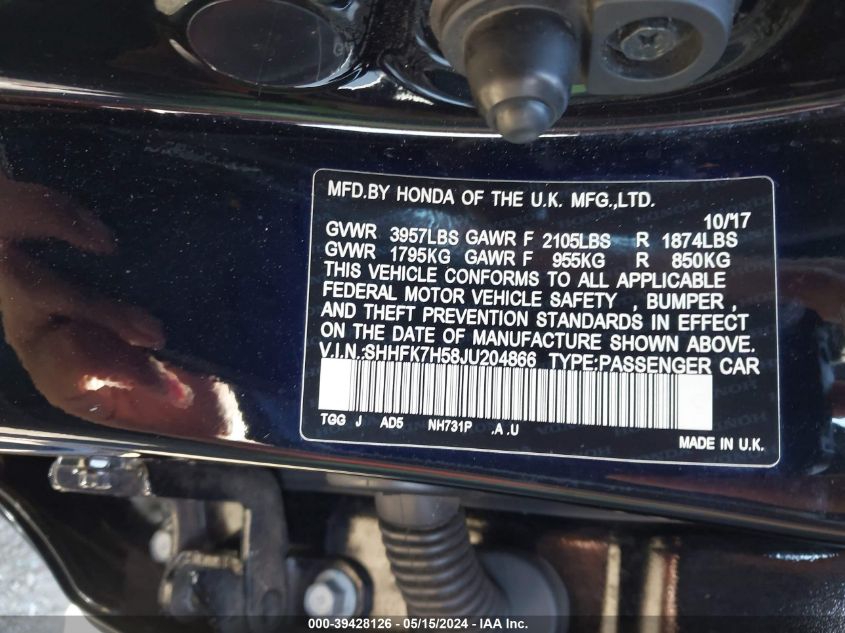 MFD.BY HONDA OF THE U.K. MFG.,LTD.
10/'17
GVWR 3957LBS GAWR F 2105LBS R 1874LBS
GVWR 1795KG GAWR F 955KG R 850KG
THIS VEHICLE CONFORMS TO ALL APPLICABLE
FEDERAL MOTOR VEHICLE SAFETY , BUMPER ,
AND THEFT PREVENTION STANDARDS IN EFFECT
ON THE DATE OF MANUFACTURE SHOWN ABOVE.
V.I.N.:SHHFK7H58JU204866 TYPE:PASSENGER CAR
TGG J AD5 NH731P .A .U
MADE IN U.K.
000-39428126 - 05/15/2024 - IAA Inc.